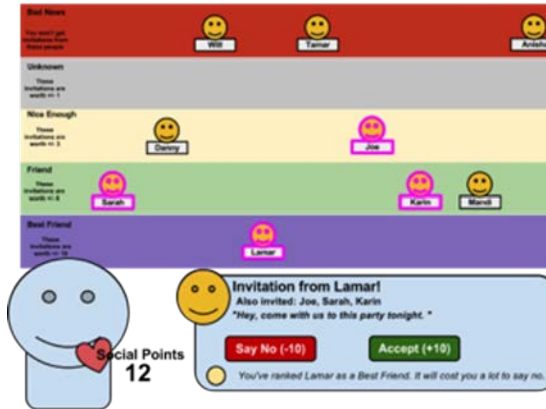 Bad News
You won't get
invitations from
these people
Will
Tamar
Anisha
Unknown
These
invitations are
worth +/- 1
Nice Enough
These
invitations are
worth +/- 3
Danny
Joe
Friend
These
invitations are
Sarah
Karin
Mandi
Best Friend
These
invitations are
worth +/- 10
Lamar
Social Points
12
Invitation from Lamar!
Also invited: Joe, Sarah, Karin
"Hey, come with us to this party tonight. "
Say No (-10)
Accept (+10)
You've ranked Lamar as a Best Friend. It will cost you a lot to say no.